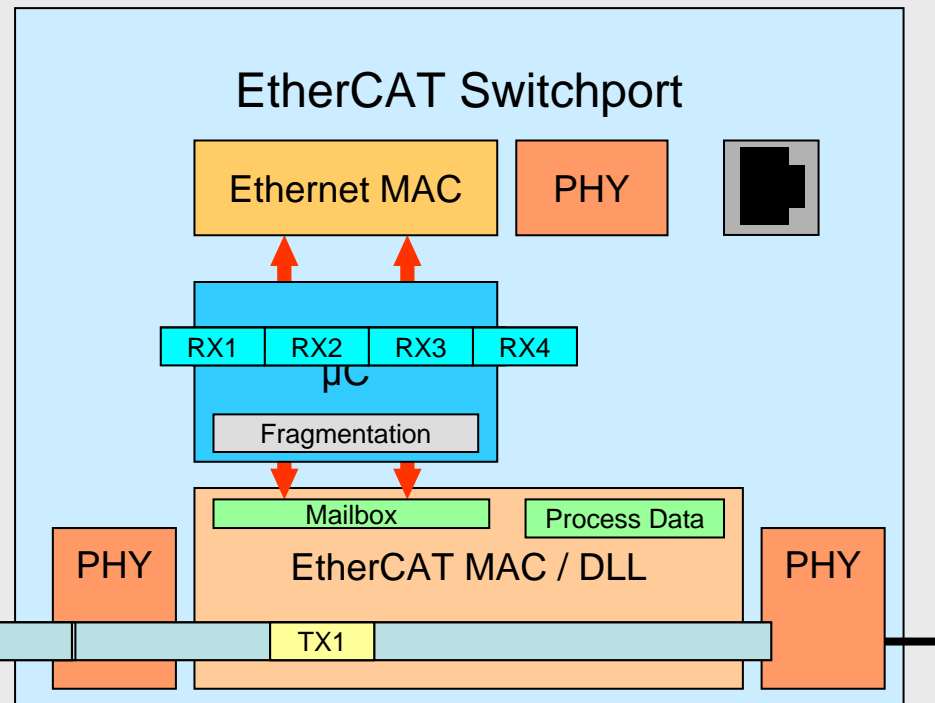 EtherCAT Switchport
Ethernet MAC
PHY
RX1
RX2
RX3
RX4
µC
Fragmentation
Mailbox
Process Data
PHY
EtherCAT MAC / DLL
PHY
TX1